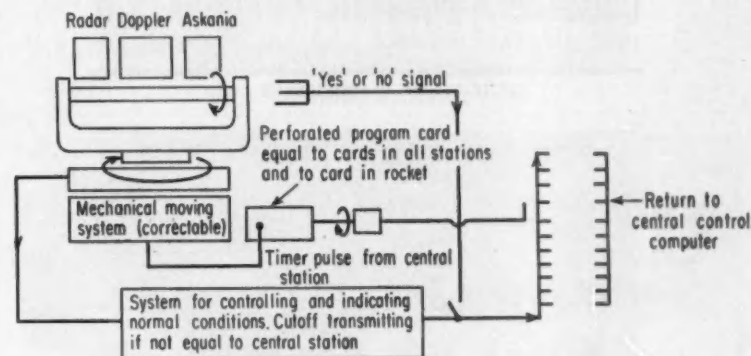 Radar Doppler Askania
'Yes' or 'no' signal
Perforated program card
equal to cards in all stations
and to card in rocket
Mechanical moving
system (corréctable)
Return to
central control
computer
Timer pulse from central
station
System for controlling and indicating
normal conditions. Cutoff transmitting
if not equal to central station